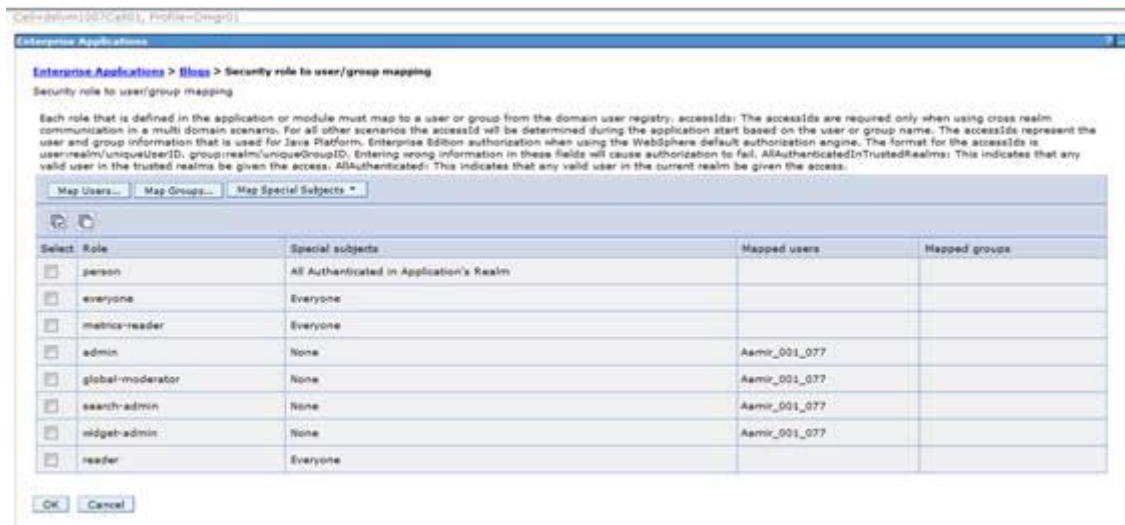 Enterprise Applications
Enterprise Applications > Blogs > Security role to user/group mapping
Security role to user/group mapping
Each role that is defined in the application or module must map to a user or group from the domain user registry. accessIds: The accessIds are required only when using cross realm
communication in a multi domain scenario. For all other scenarios the accessId will be determined during the application start based on the user or group name. The accessIds represent the
user and group information that is used for Java Platform, Enterprise Edition authorization when using the WebSphere default authorization engine. The format for the accessIds is
user:realm/uniqueUserID, group:realm/uniqueGroupID. Entering wrong information in these fields will cause authorization to fail. AllAuthenticatedInTrustedRealms: This indicates that any
valid user in the trusted realms be given the access. AllAuthenticated: This indicates that any valid user in the current realm be given the access.
Map Users... Map Groups... Map Special Subjects
Select Role Special subjects Mapped users Mapped groups
person All Authenticated in Application's Realm
everyone Everyone
metrics-reader Everyone
admin None Aamir_001_077
global-moderator None Aamir_001_077
search-admin None Aamir_001_077
widget-admin None Aamir_001_077
reader Everyone
OK Cancel